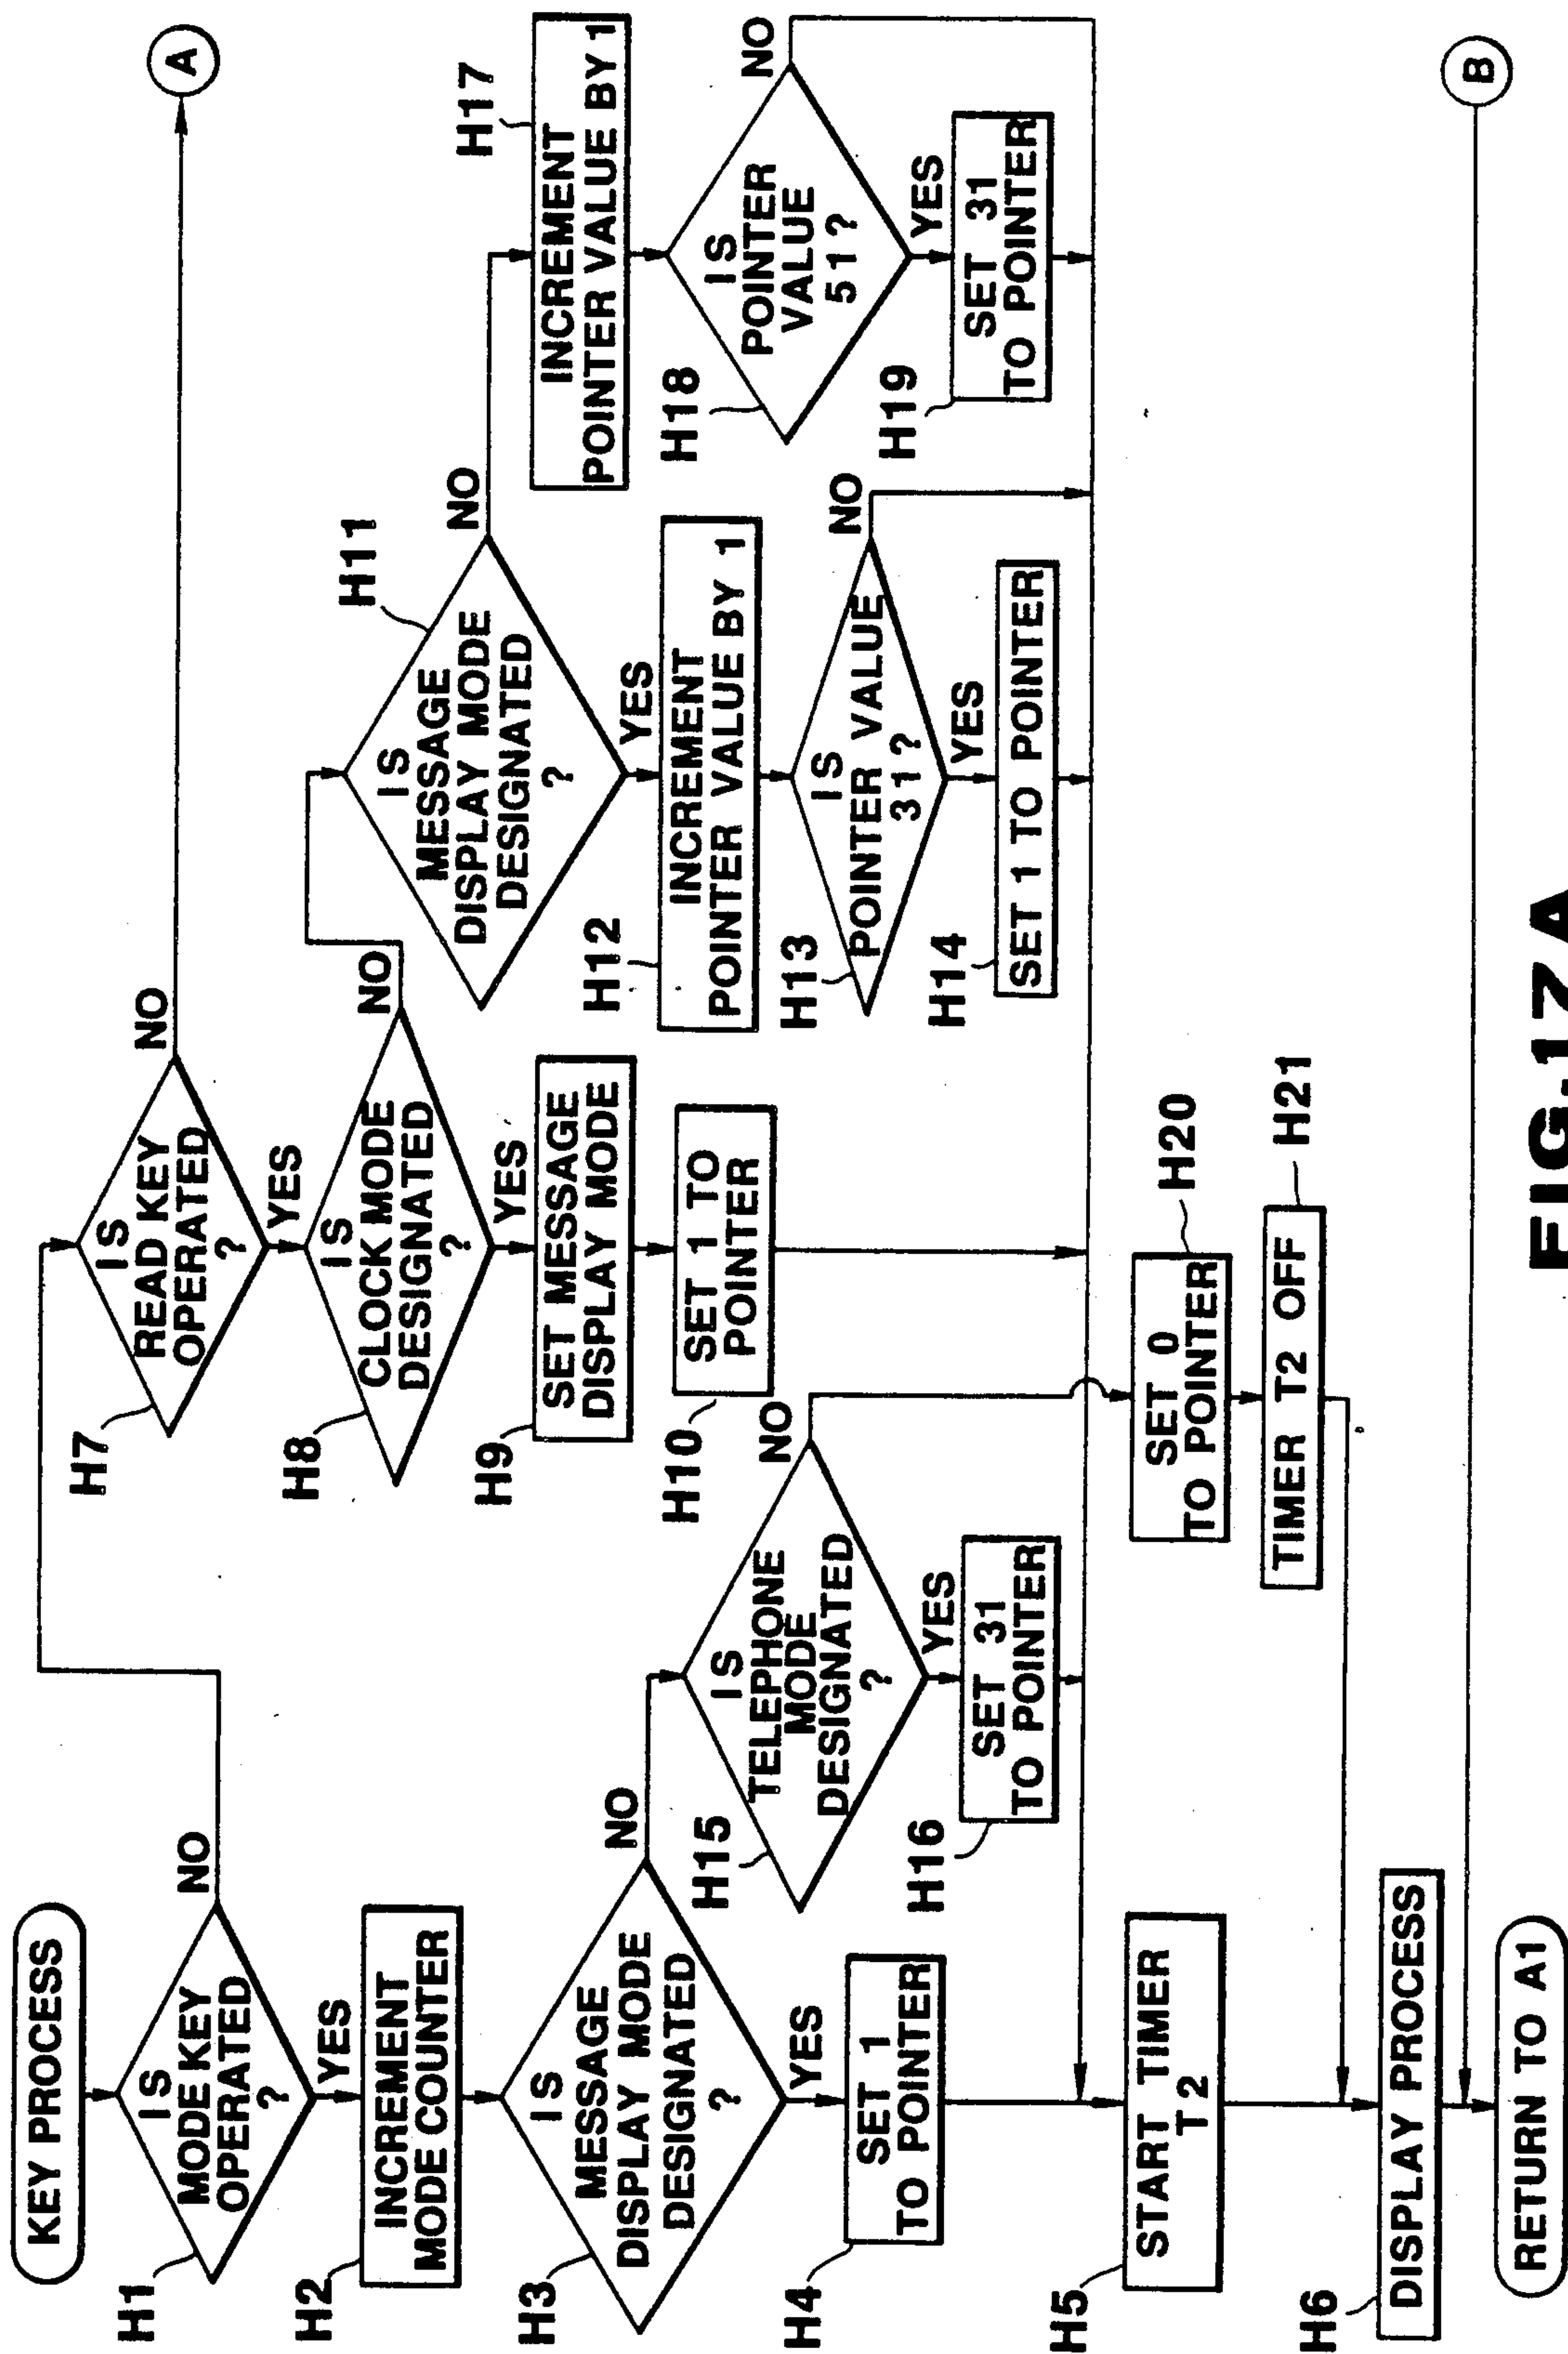 KEY PROCESS
H1
IS
MODE KEY
OPERATED
?
NO
YES
H2
INCREMENT
MODE COUNTER
H3
IS
MESSAGE
DISPLAY MODE
DESIGNATED
?
NO
YES
H4
SET 1
TO POINTER
H5
START TIMER
T2
H6
DISPLAY PROCESS
RETURN TO A1
H15
IS
TELEPHONE
MODE
DESIGNATED
?
NO
YES
H16
SET 31
TO POINTER
H7
IS
READ KEY
OPERATED
?
NO
YES
H8
IS
CLOCK MODE
DESIGNATED
?
NO
YES
H9
SET MESSAGE
DISPLAY MODE
H10
SET 1 TO
POINTER
H20
SET 0
TO POINTER
H21
TIMER T2 OFF
H11
IS
MESSAGE
DISPLAY MODE
DESIGNATED
?
NO
YES
H12
INCREMENT
POINTER VALUE BY 1
H13
IS
POINTER VALUE
31?
NO
YES
H14
SET 1 TO POINTER
H17
INCREMENT
POINTER VALUE BY 1
H18
IS
POINTER
VALUE
51?
NO
YES
H19
SET 31
TO POINTER
A
B
FIG.17A